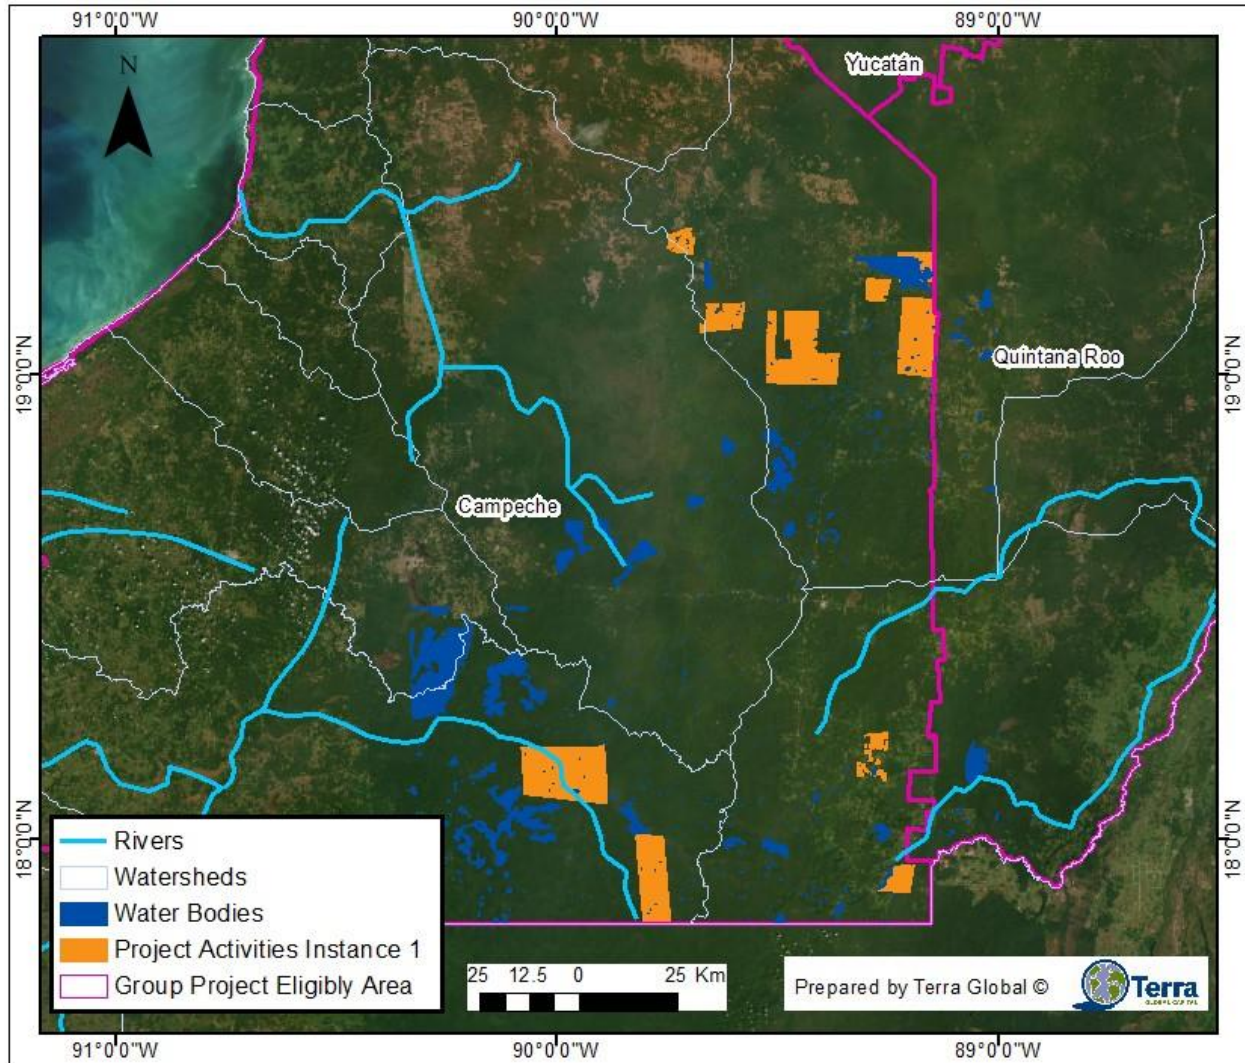 91°0'0"W 90°0'0"W 89°0'0"W
N
Yucatán
19°0'0"N
19°0'0"N
Quintana Roo
Campeche
18°0'0"N
Rivers
Watersheds
Water Bodies
Project Activities Instance 1
Group Project Eligibly Area
25 12.5 0 25 Km
Prepared by Terra Global ©
Terra
GLOBAL CAPITAL
18°0'0"N
91°0'0"W 90°0'0"W 89°0'0"W